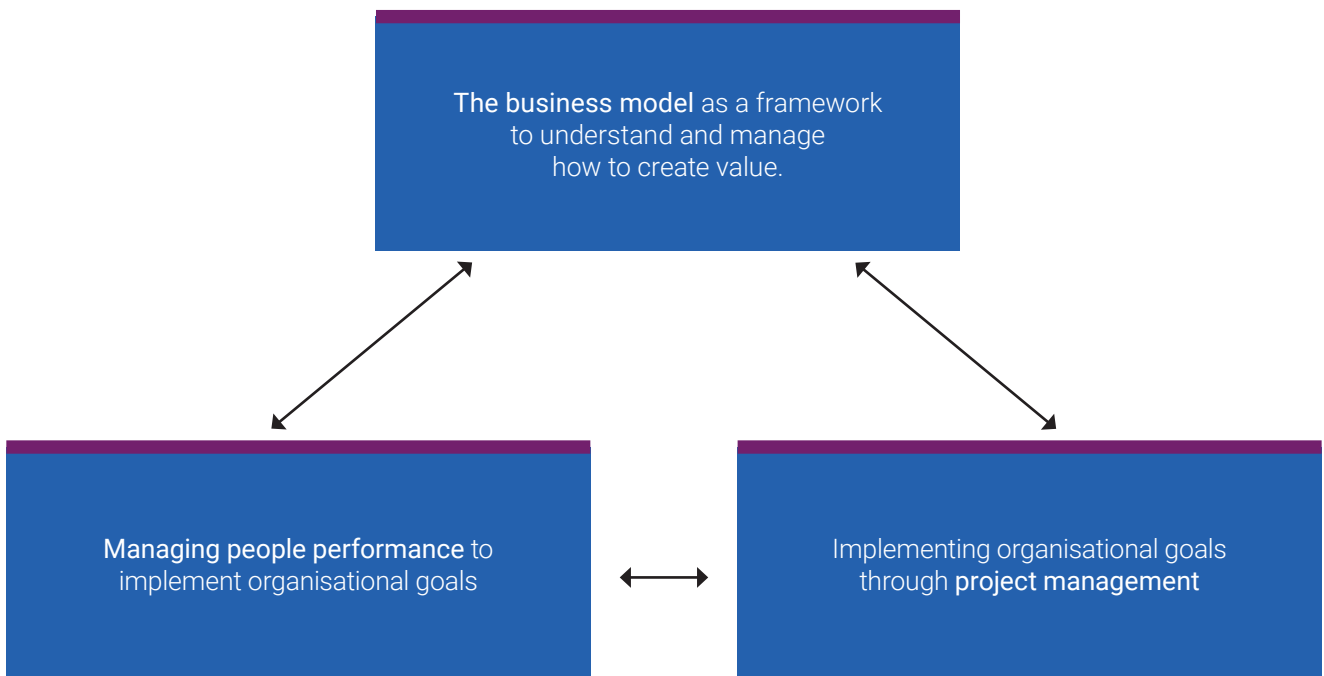 The business model as a framework
to understand and manage
how to create value.
Managing people performance to
implement organisational goals
Implementing organisational goals
through project management